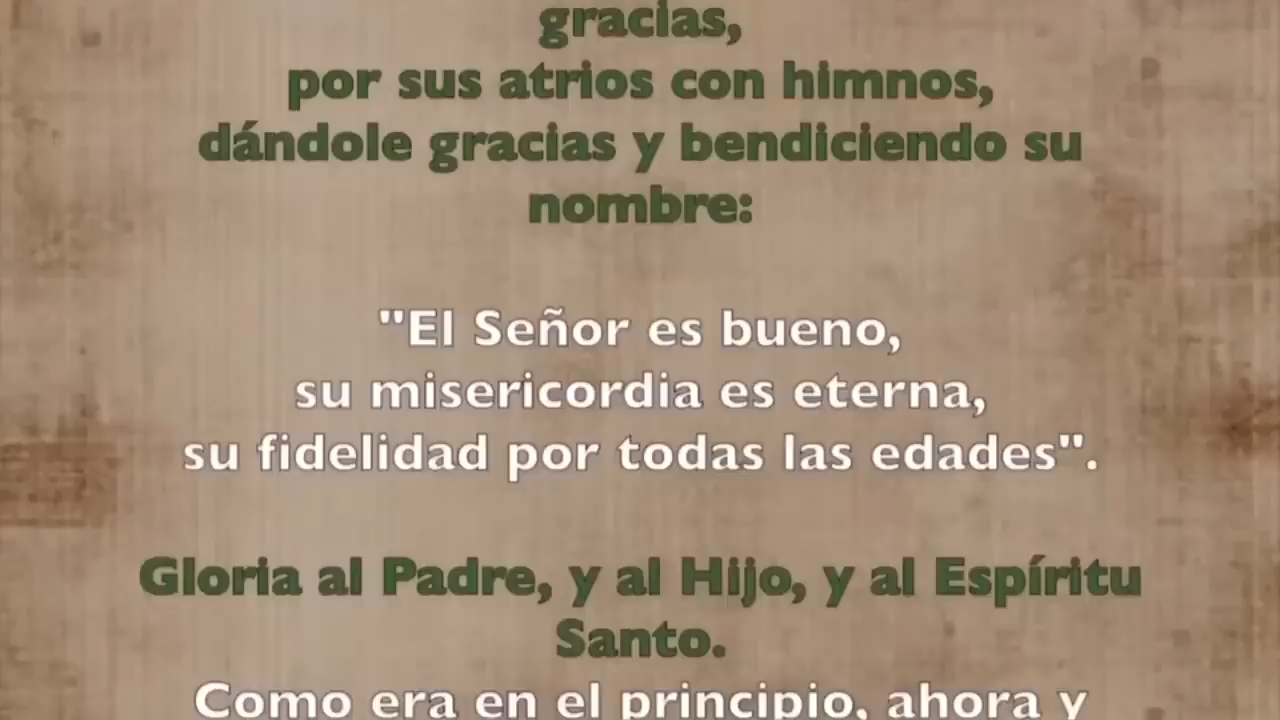 gracias,
por sus atrios con himnos,
dándole gracias y bendiciendo su
nombre:
"El Señor es bueno,
su misericordia es eterna,
su fidelidad por todas las edades".
Gloria al Padre, y al Hijo, y al Espíritu
Santo.
Como era en el principio, ahora y